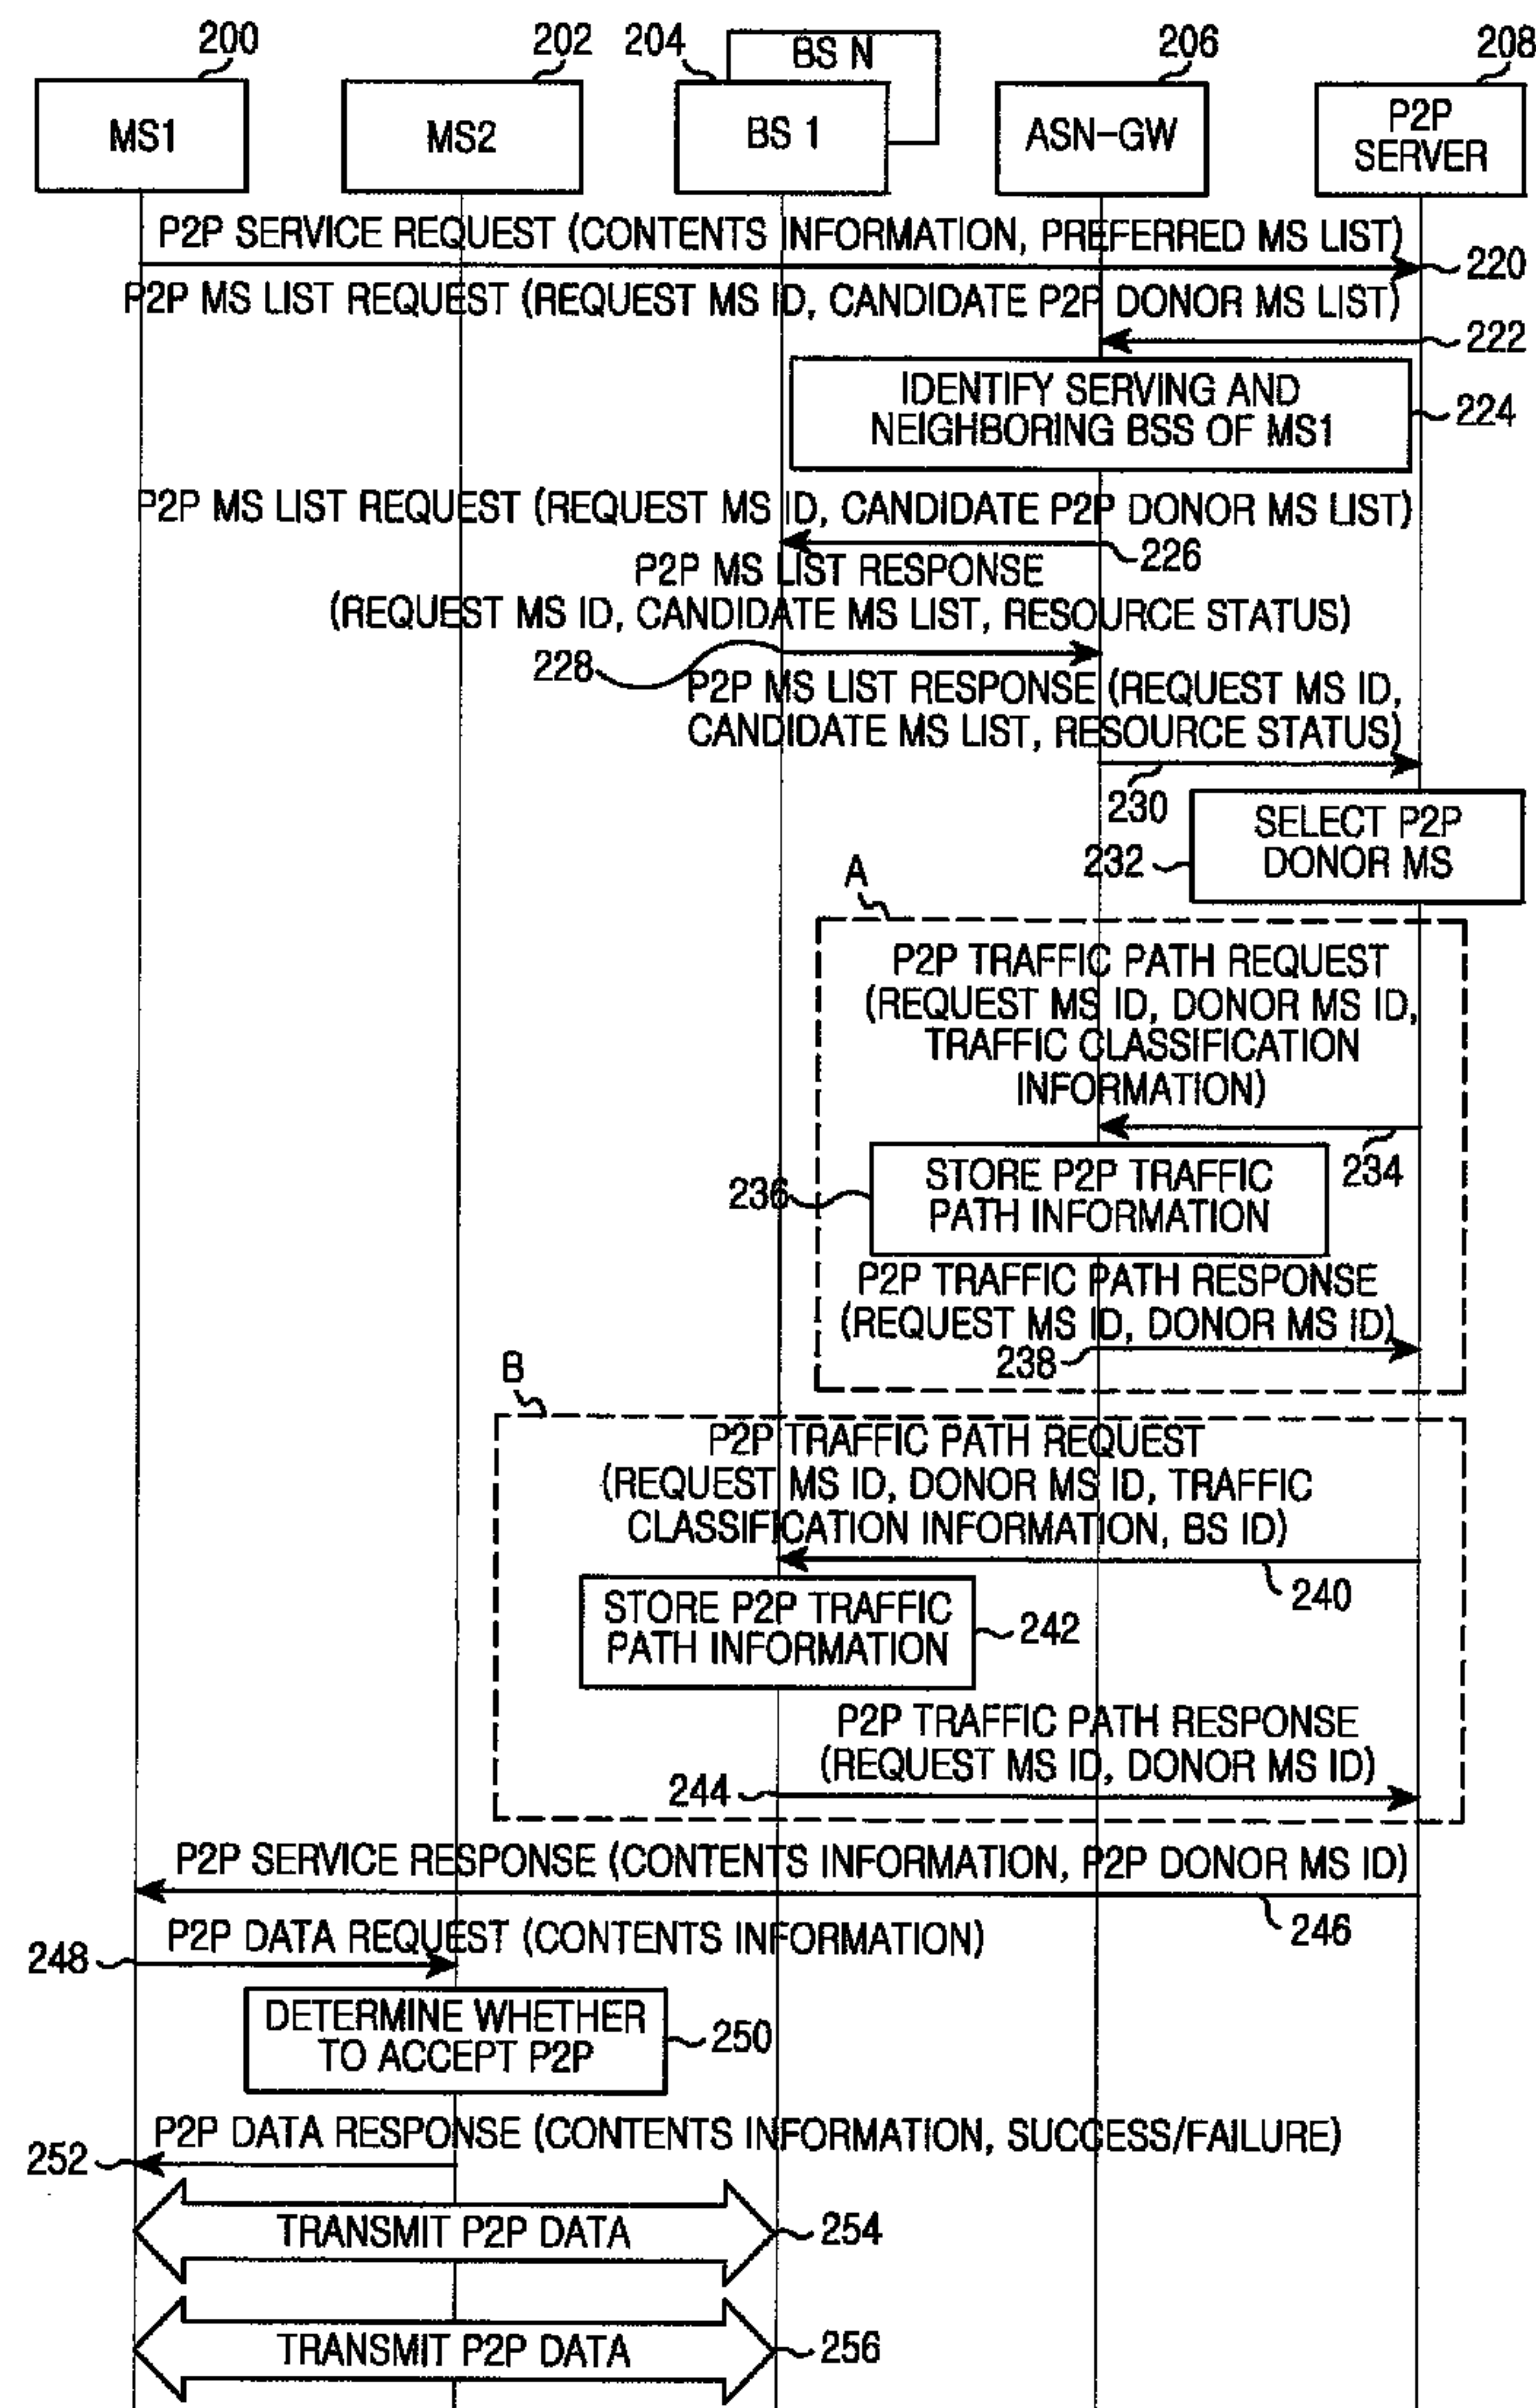 200
202
204
BS N
206
208
MS1
MS2
BS 1
ASN-GW
P2P
SERVER
P2P SERVICE REQUEST (CONTENTS INFORMATION, PREFERRED MS LIST)
220
P2P MS LIST REQUEST (REQUEST MS ID, CANDIDATE P2P DONOR MS LIST)
222
IDENTIFY SERVING AND
NEIGHBORING BSS OF MS1
224
P2P MS LIST REQUEST (REQUEST MS ID, CANDIDATE P2P DONOR MS LIST)
226
P2P MS LIST RESPONSE
(REQUEST MS ID, CANDIDATE MS LIST, RESOURCE STATUS)
228
P2P MS LIST RESPONSE (REQUEST MS ID,
CANDIDATE MS LIST, RESOURCE STATUS)
230
SELECT P2P
DONOR MS
232
A
P2P TRAFFIC PATH REQUEST
(REQUEST MS ID, DONOR MS ID,
TRAFFIC CLASSIFICATION
INFORMATION)
234
STORE P2P TRAFFIC
PATH INFORMATION
236
P2P TRAFFIC PATH RESPONSE
(REQUEST MS ID, DONOR MS ID)
238
B
P2P TRAFFIC PATH REQUEST
(REQUEST MS ID, DONOR MS ID, TRAFFIC
CLASSIFICATION INFORMATION, BS ID)
240
STORE P2P TRAFFIC
PATH INFORMATION
242
P2P TRAFFIC PATH RESPONSE
(REQUEST MS ID, DONOR MS ID)
244
P2P SERVICE RESPONSE (CONTENTS INFORMATION, P2P DONOR MS ID)
246
P2P DATA REQUEST (CONTENTS INFORMATION)
248
DETERMINE WHETHER
TO ACCEPT P2P
250
P2P DATA RESPONSE (CONTENTS INFORMATION, SUCCESS/FAILURE)
252
TRANSMIT P2P DATA
254
TRANSMIT P2P DATA
256